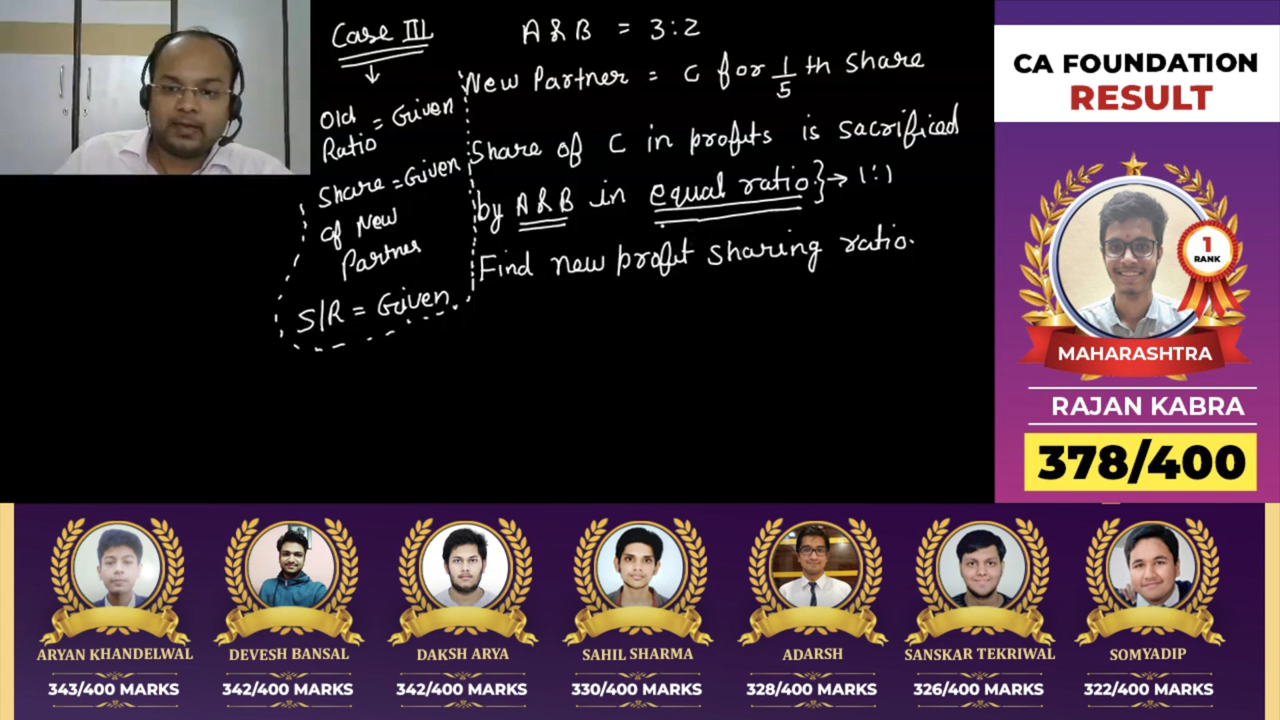 Case III
↓
Old
Ratio = Given
Share = Given
of New
Partner
S/R = Given
A & B = 3:2
New Partner = C for 1/5 th share
Share of C in profits is sacrificed
by A & B in equal ratio} → 1:1
Find new profit sharing ratio.
CA FOUNDATION
RESULT
1
RANK
MAHARASHTRA
RAJAN KABRA
378/400
ARYAN KHANDELWAL
343/400 MARKS
DEVESH BANSAL
342/400 MARKS
DAKSH ARYA
342/400 MARKS
SAHIL SHARMA
330/400 MARKS
ADARSH
328/400 MARKS
SANSKAR TEKRIWAL
326/400 MARKS
SOMYADIP
322/400 MARKS